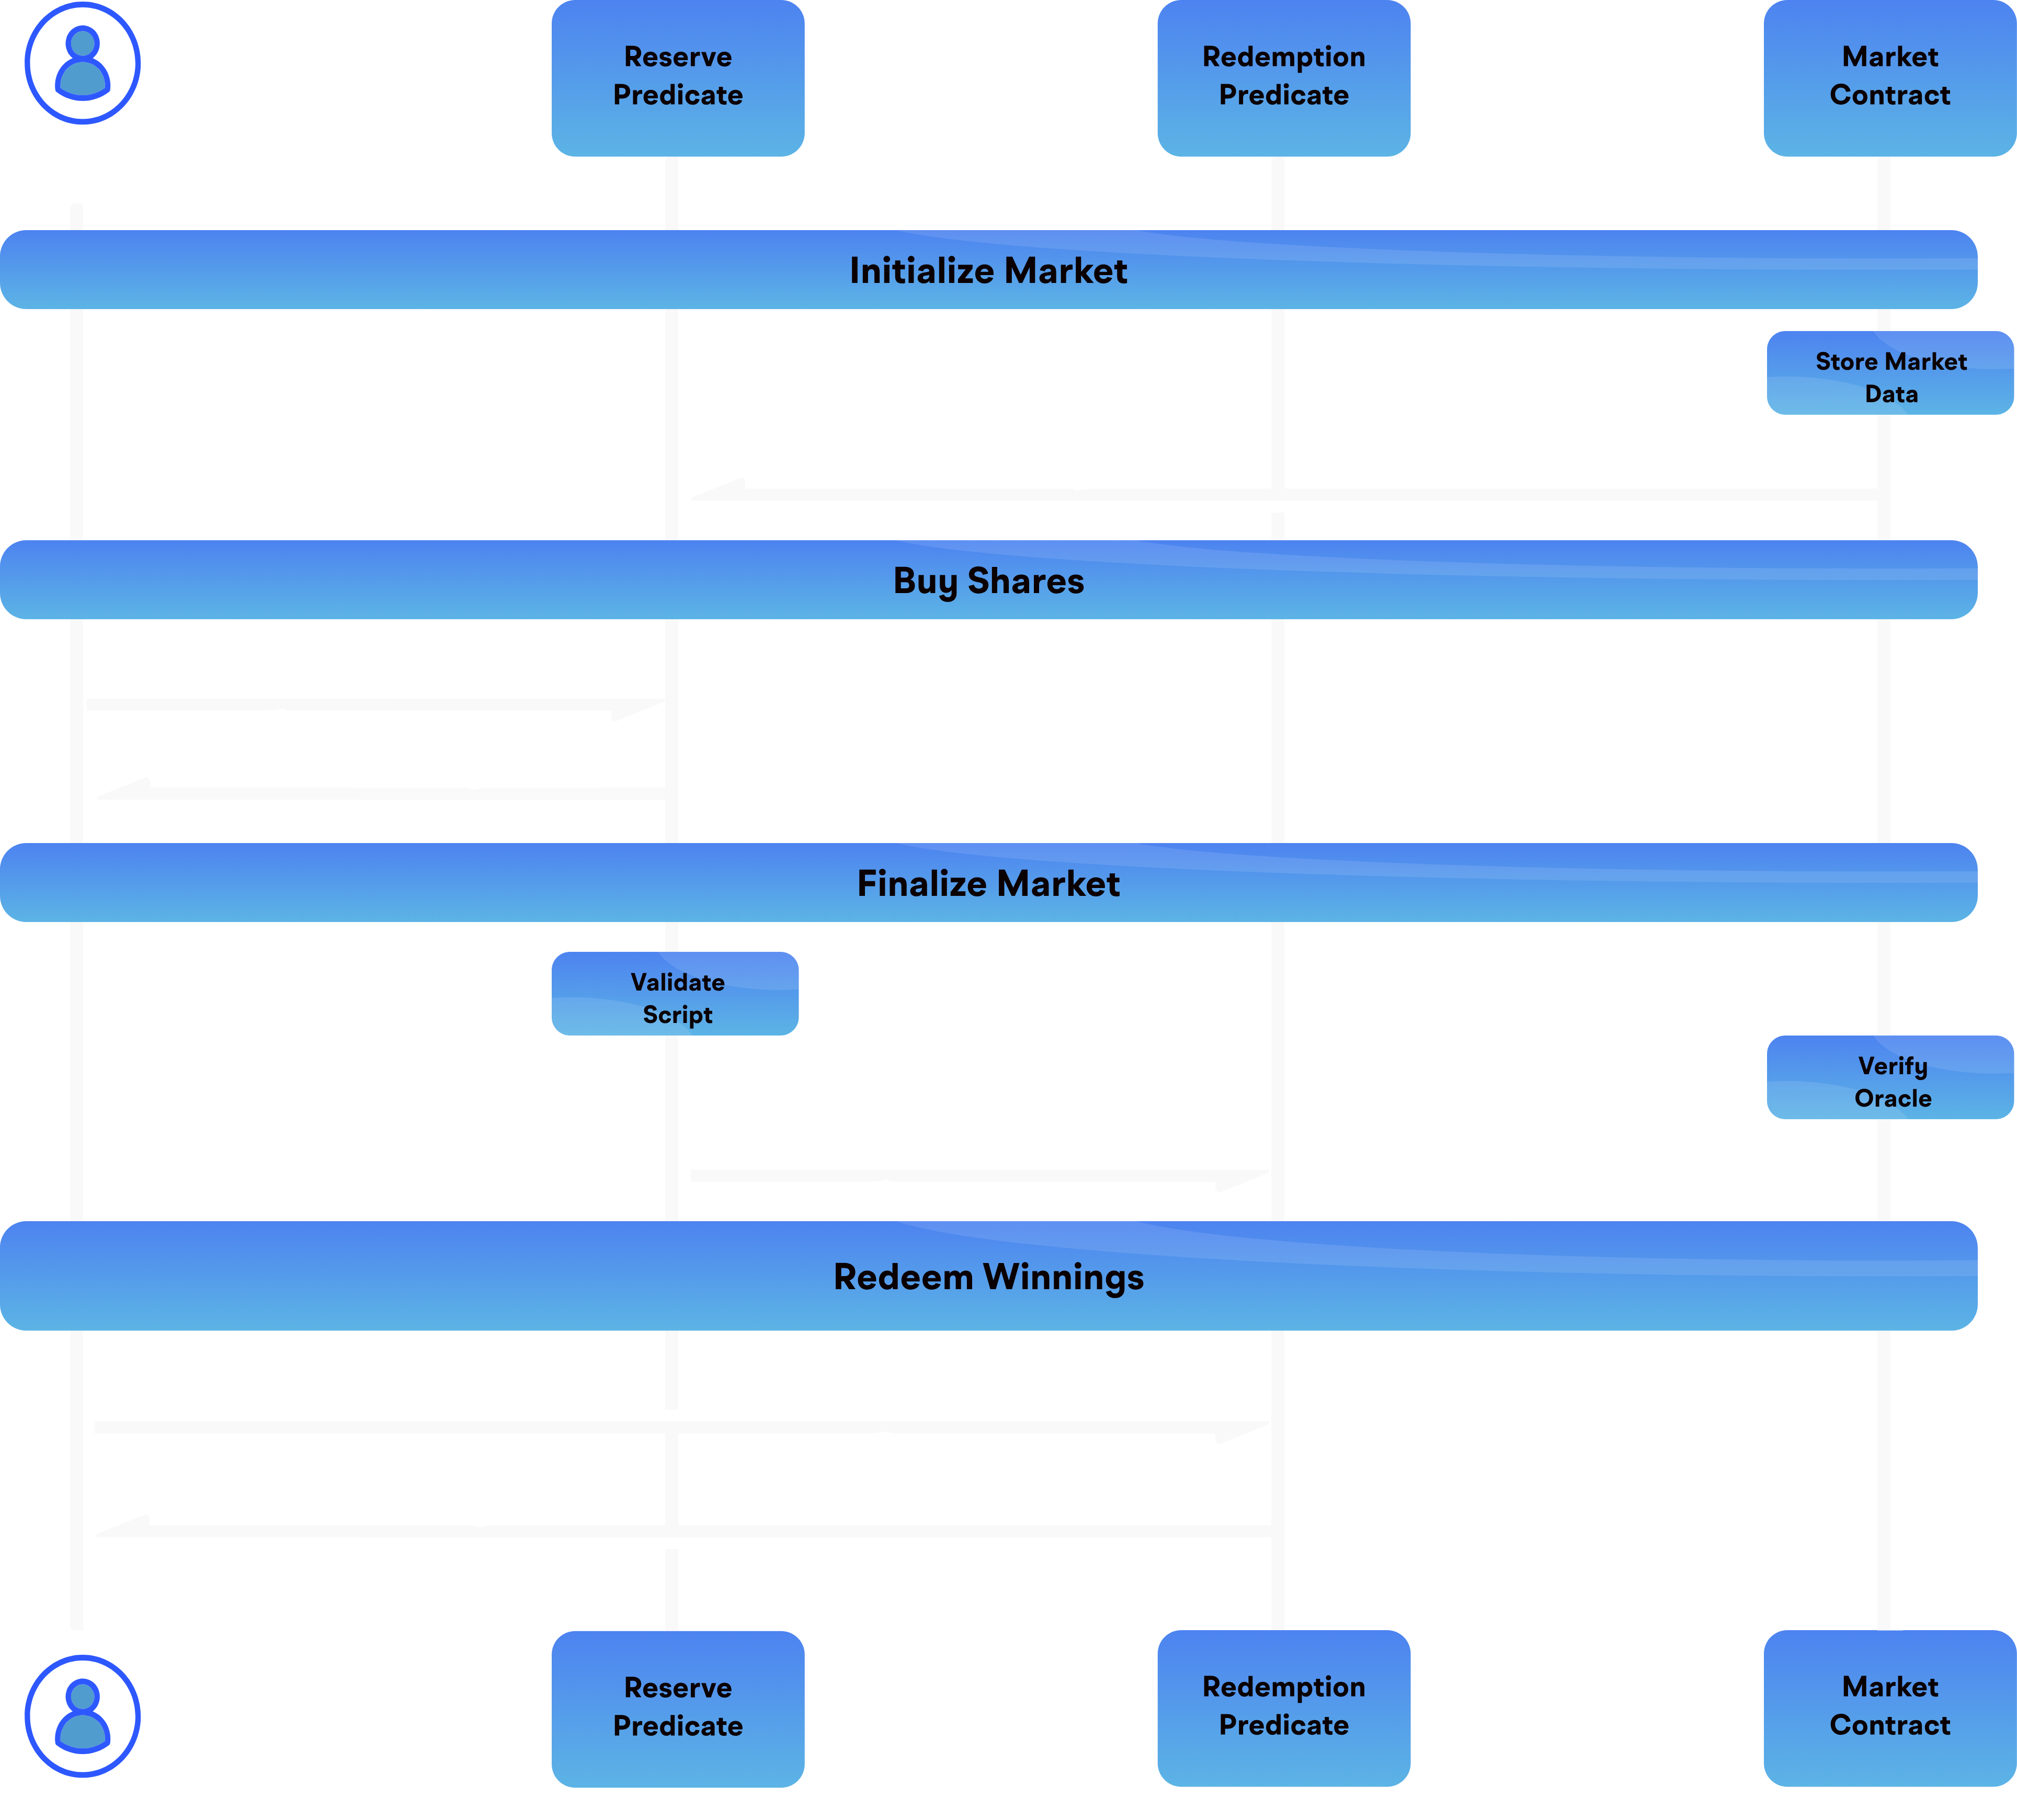 Reserve
Predicate
Redemption
Predicate
Market
Contract
Initialize Market
Store Market
Data
Buy Shares
Finalize Market
Validate
Script
Verify
Oracle
Redeem Winnings
Reserve
Predicate
Redemption
Predicate
Market
Contract